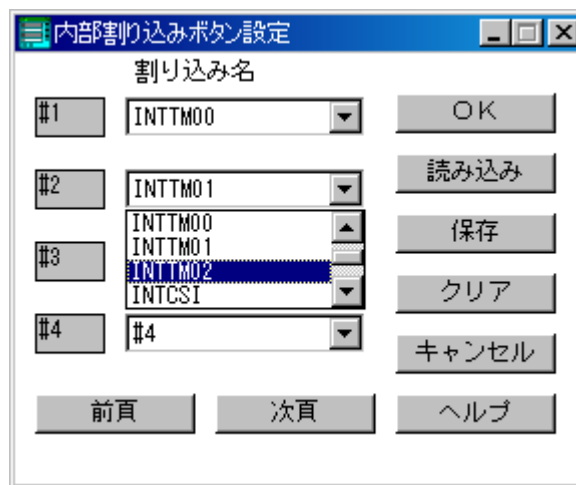 内部割り込みボタン設定
割り込み名
#1
INTTM00
OK
#2
INTTM01
読み込み
INTTM00
INTTM01
INTTM02
INTCSI
#3
保存
クリア
#4
#4
キャンセル
前頁
次頁
ヘルプ